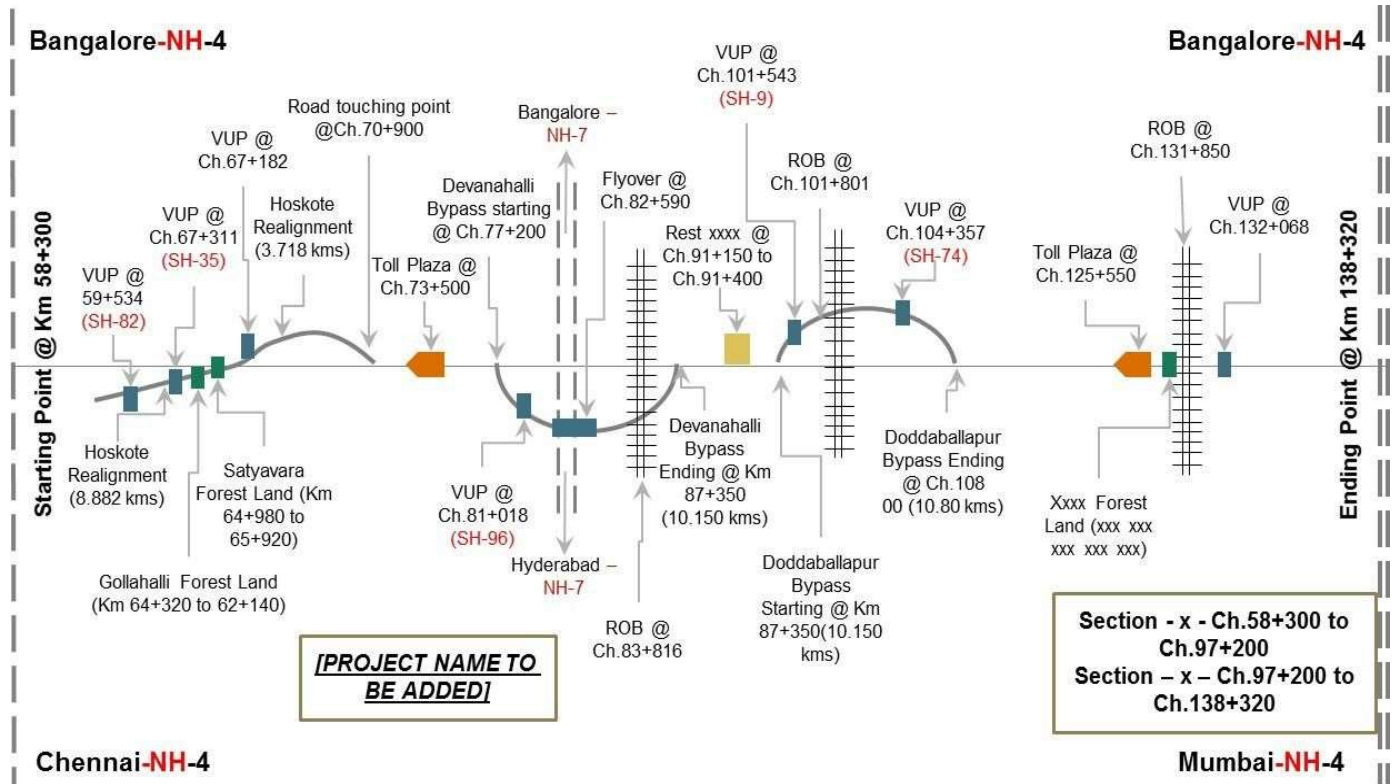 Bangalore-NH-4
Bangalore-NH-4
VUP @
Ch.101+543
(SH-9)
Road touching point
@Ch.70+900
Bangalore –
NH-7
ROB @
Ch.131+850
VUP @
Ch.67+182
ROB @
Ch.101+801
Hoskote
Realignment
(3.718 kms)
Devanahalli
Bypass starting
@ Ch.77+200
Flyover @
Ch.82+590
VUP @
Ch.67+311
(SH-35)
VUP @
Ch.104+357
(SH-74)
VUP @
Ch.132+068
Rest xxxx @
Ch.91+150 to
Ch.91+400
Toll Plaza @
Ch.73+500
Toll Plaza @
Ch.125+550
VUP @
59+534
(SH-82)
Starting Point @ Km 58+300
Ending Point @ Km 138+320
Hoskote
Realignment
(8.882 kms)
Satyavara
Forest Land (Km
64+980 to
65+920)
Gollahalli Forest Land
(Km 64+320 to 62+140)
VUP @
Ch.81+018
(SH-96)
Hyderabad –
NH-7
Devanahalli
Bypass
Ending @ Km
87+350
(10.150 kms)
Doddaballapur
Bypass Ending
@ Ch.108
00 (10.80 kms)
Xxxx Forest
Land (xxx xxx
xxx xxx xxx)
Doddaballapur
Bypass
Starting @ Km
87+350(10.150
kms)
ROB @
Ch.83+816
[PROJECT NAME TO
BE ADDED]
Section - x - Ch.58+300 to
Ch.97+200
Section – x – Ch.97+200 to
Ch.138+320
Chennai-NH-4
Mumbai-NH-4